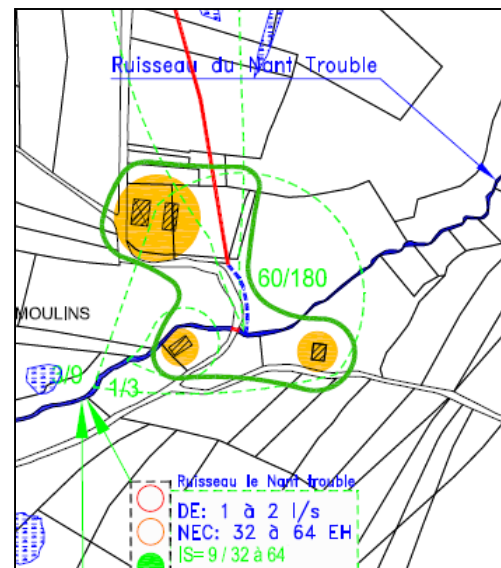 Ruisseau du Nant Trouble
60/180
MOULINS
1/3
Ruisseau le Nant trouble
DE: 1 à 2 l/s
NEC: 32 à 64 EH
IS= 9 / 32 à 64